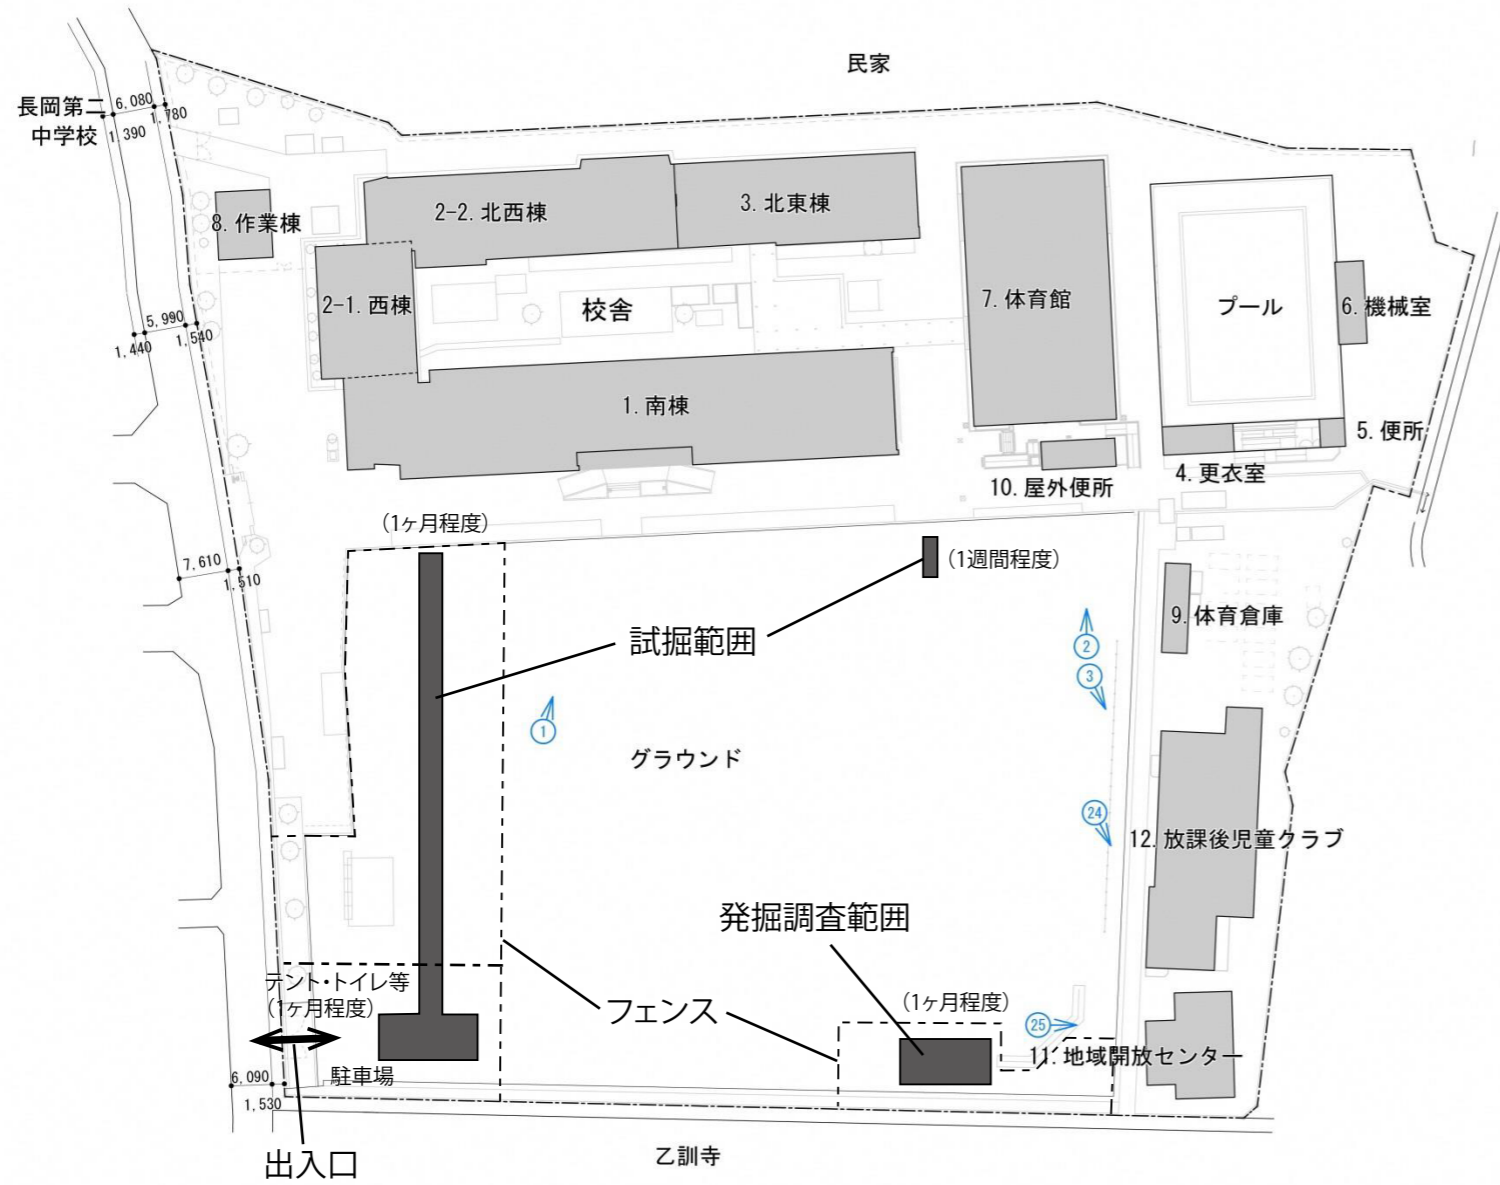 民家
長岡第二
中学校
6,080
1,780
1,390
8.作業棟
2-2.北西棟
3.北東棟
2-1.西棟
校舎
7.体育館
プール
6.機械室
5,990
1,540
1,440
1.南棟
5.便所
4.更衣室
10.屋外便所
(1ヶ月程度)
(1週間程度)
7,610
1,510
9.体育倉庫
試掘範囲
2
3
1
グラウンド
24
12.放課後児童クラブ
発掘調査範囲
テント・トイレ等
(1ヶ月程度)
フェンス
(1ヶ月程度)
25
11.地域開放センター
6,090
駐車場
1,530
出入口
乙訓寺